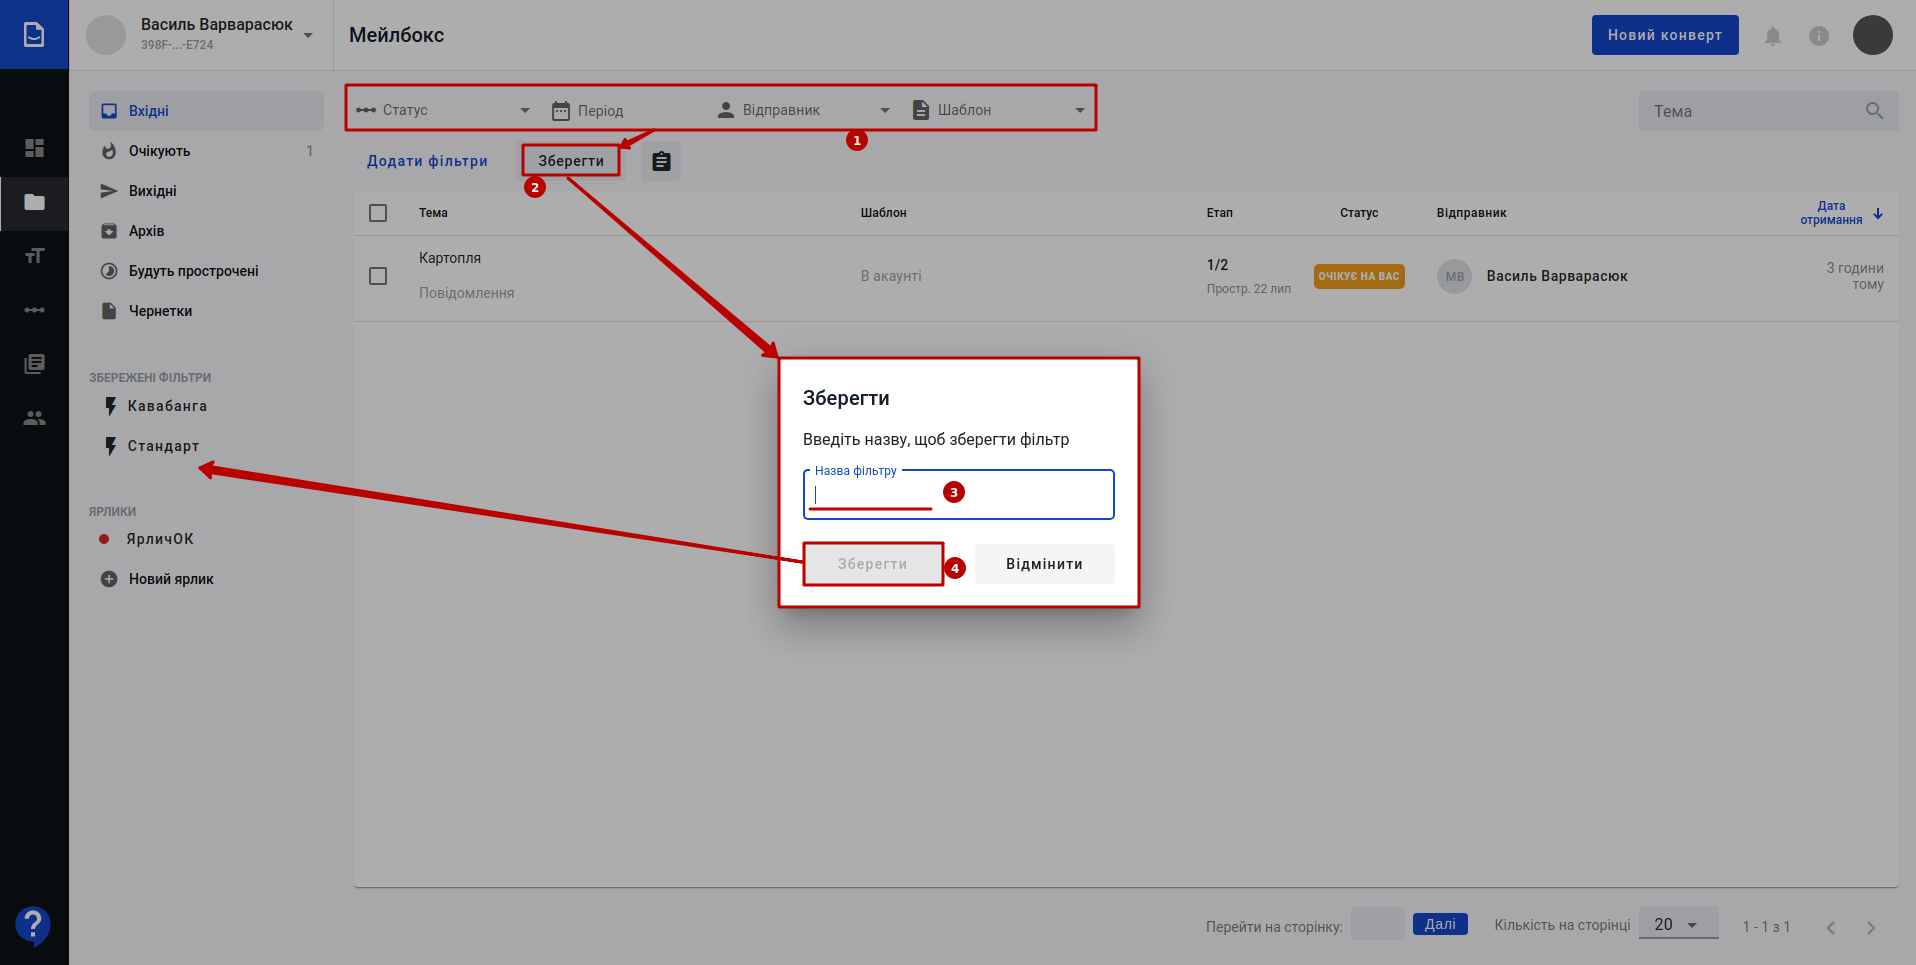 Василь Варварасюк
398F-...-E724
Мейлбокс
Новий конверт
Вхідні
Очікують 1
Вихідні
Архів
Будуть прострочені
Чернетки
ЗБЕРЕЖЕНІ ФІЛЬТРИ
Кавабанга
Стандарт
ЯРЛИКИ
ЯрличОК
Новий ярлик
Статус Період Відправник Шаблон
1
Тема
Додати фільтри Зберегти
2
Тема Шаблон Етап Статус Відправник Дата
отримання
Картопля
Повідомлення
В акаунті
1/2
Простр. 22 лип
ОЧІКУЄ НА ВАС
МВ Василь Варварасюк
3 години
тому
Зберегти
Введіть назву, щоб зберегти фільтр
Назва фільтру
3
Зберегти 4 Відмінити
Перейти на сторінку: Далі Кількість на сторінці 20 1 - 1 з 1
?